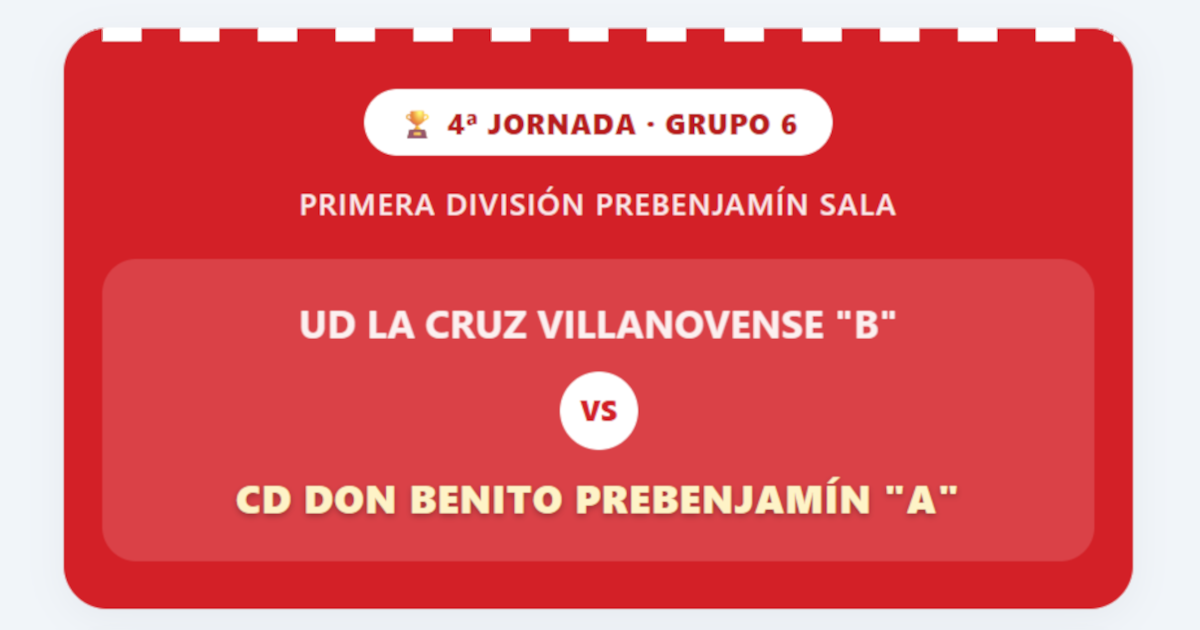 4ª JORNADA · GRUPO 6
PRIMERA DIVISIÓN PREBENJAMÍN SALA
UD LA CRUZ VILLANOVENSE "B"
VS
CD DON BENITO PREBENJAMÍN "A"